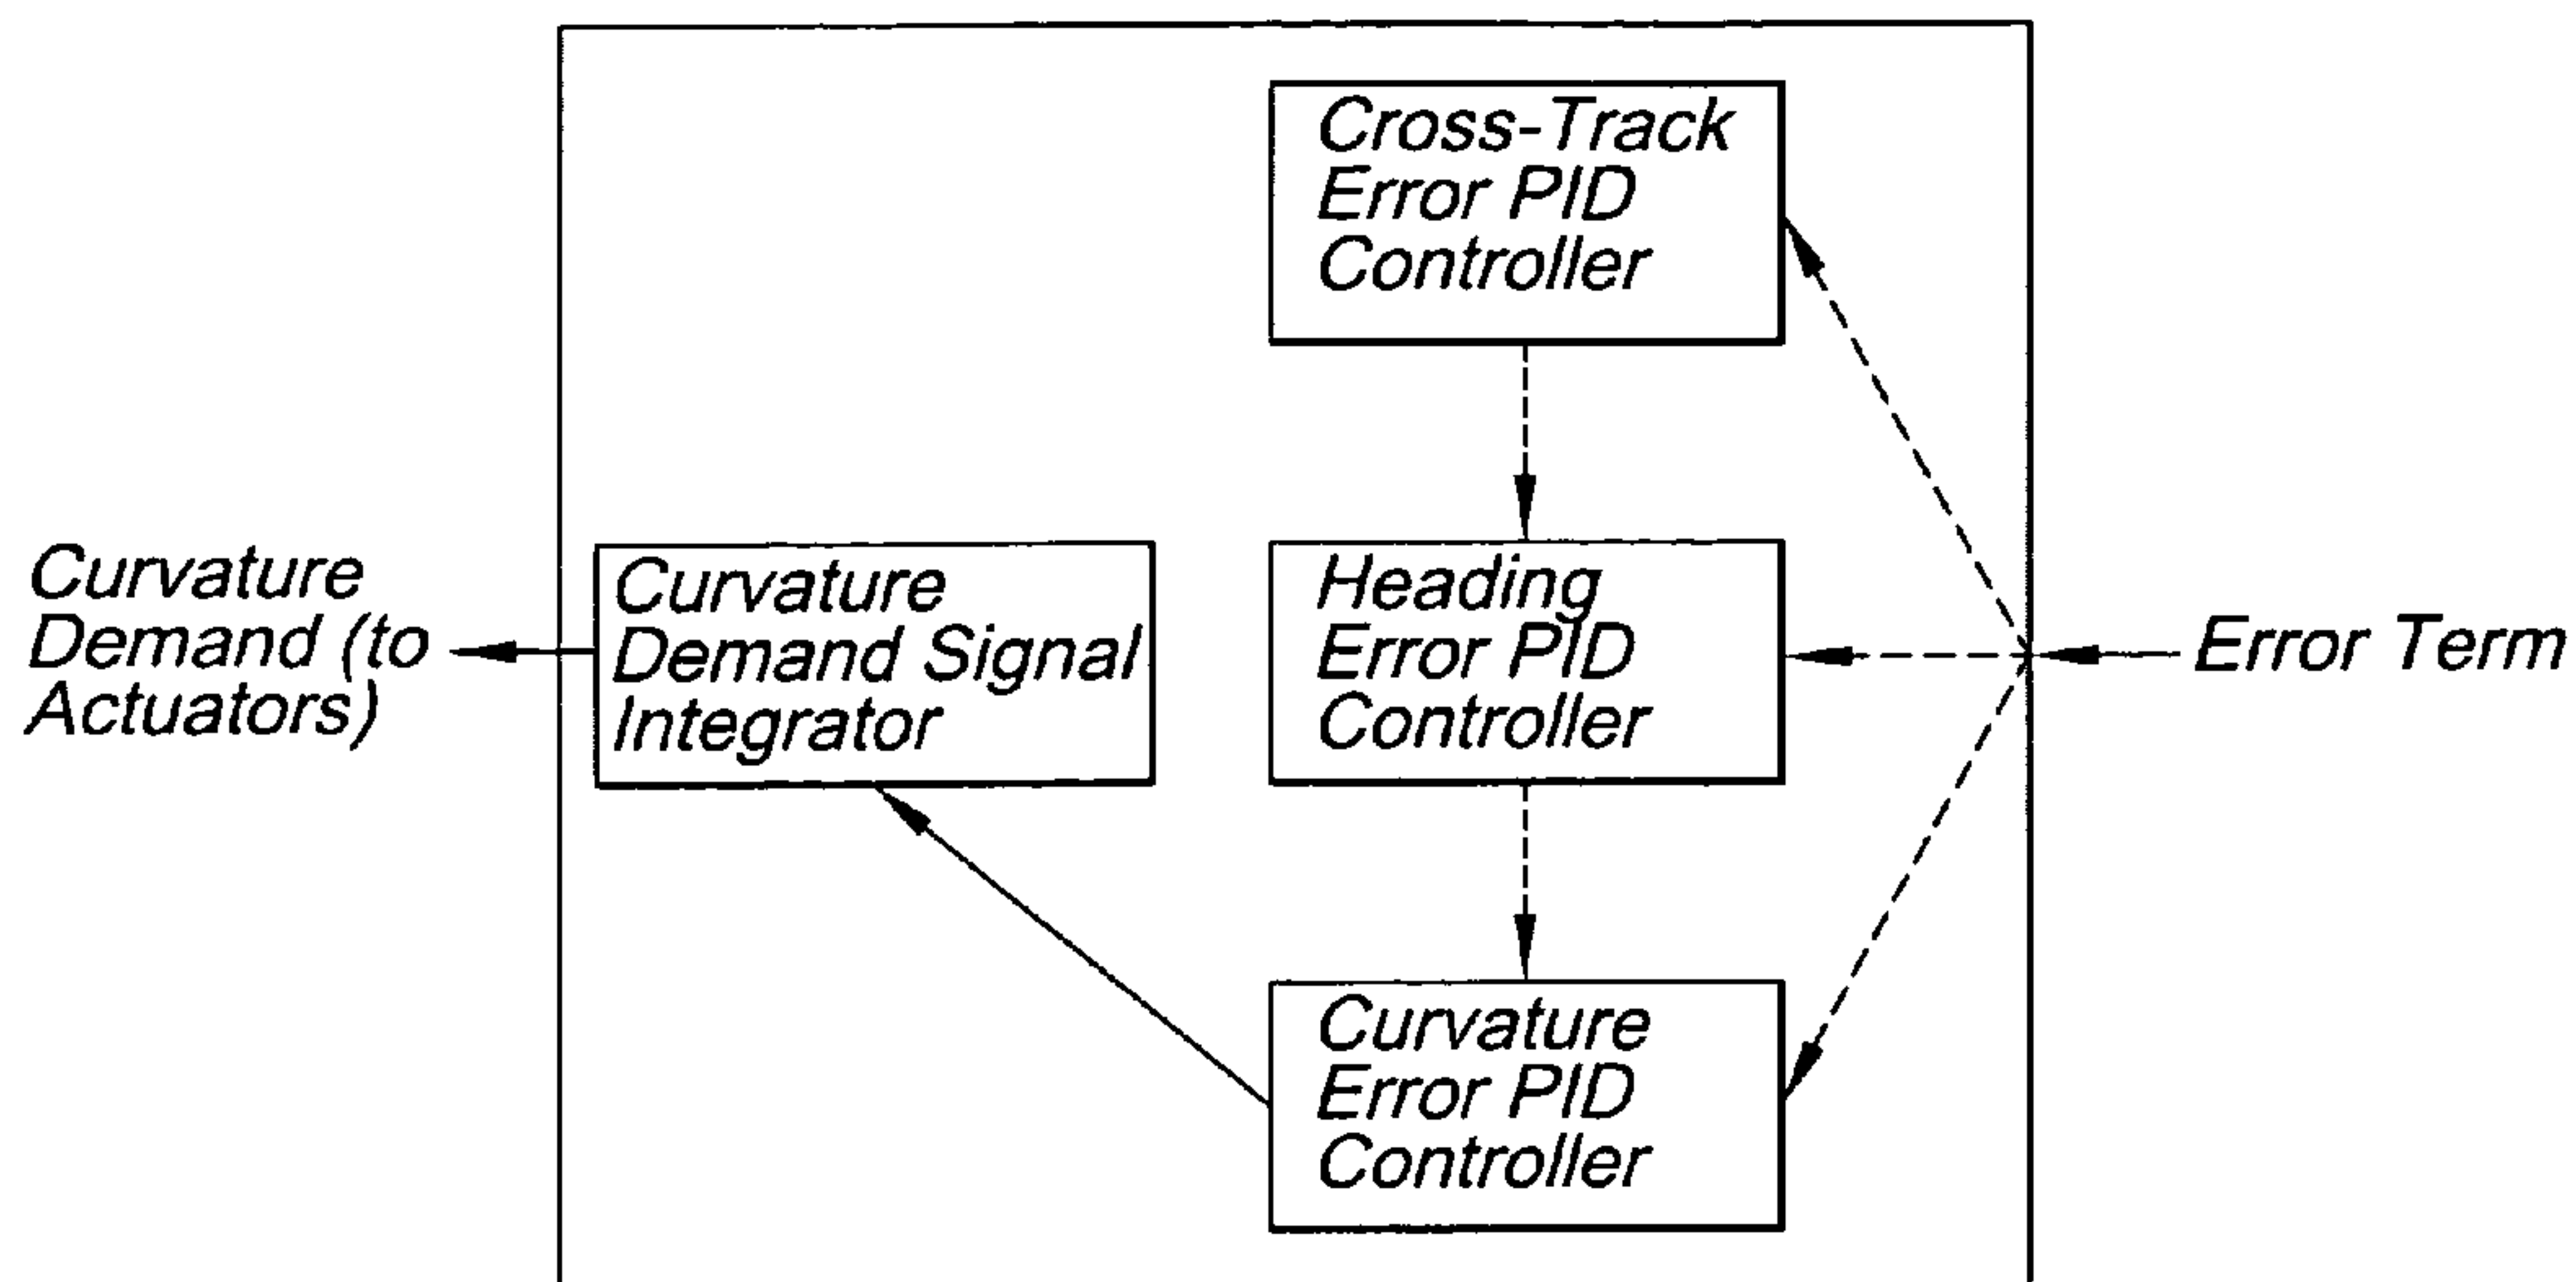 Cross-Track
Error PID
Controller
Curvature
Demand (to
Actuators)
Curvature
Demand Signal
Integrator
Heading
Error PID
Controller
Error Term
Curvature
Error PID
Controller